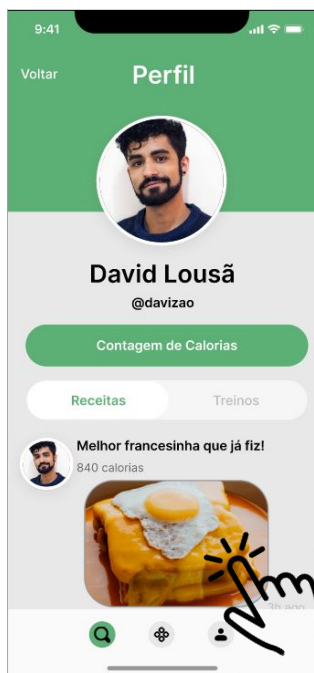 9:41
Voltar
Perfil
David Lousã
@davizao
Contagem de Calorias
Receitas
Treinos
Melhor francesinha que já fiz!
840 calorias
3h ago